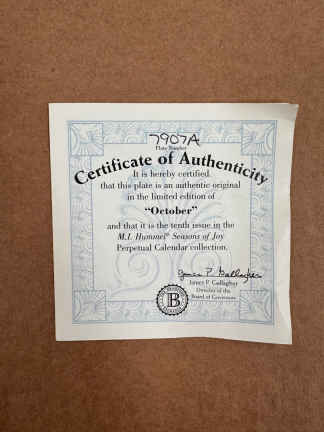 7907A
Plate Number
Certificate of Authenticity
It is hereby certified
that this plate is an authentic original
in the limited edition of
“October”
and that it is the tenth issue in the
M.I. Hummel® Seasons of Joy
Perpetual Calendar collection.
James P. Gallagher
James P. Gallagher
Director of the
Board of Governors
B